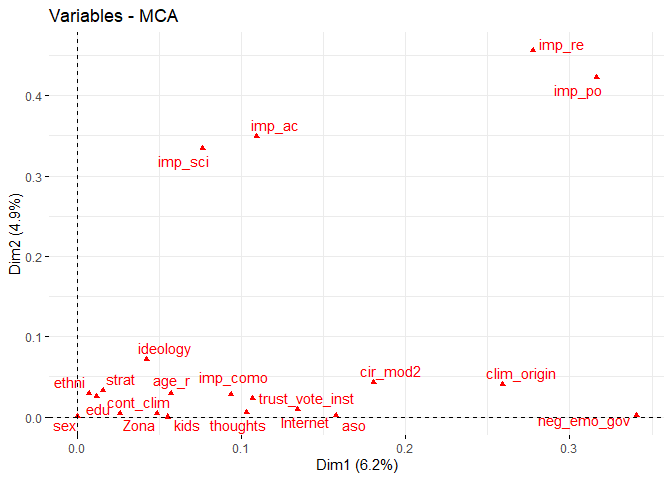 Variables - MCA
imp_re
0.4
imp_po
imp_ac
imp_sci
0.3
Dim2 (4.9%)
0.2
0.1
ideology
cir_mod2
clim_origin
ethni
strat
age_r
imp_como
edu
cont_clim
trust_vote_inst
0.0
sex
Zona
kids
thoughts
Internet
aso
neg_emo_gov
0.0
0.1
0.2
0.3
Dim1 (6.2%)